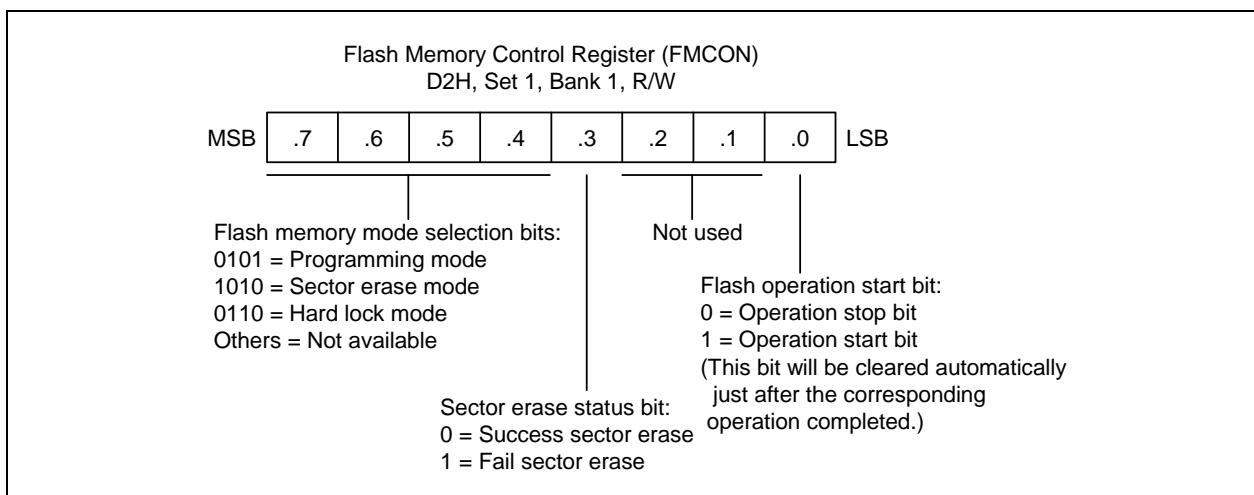 Flash Memory Control Register (FMCON)
D2H, Set 1, Bank 1, R/W
MSB .7 .6 .5 .4 .3 .2 .1 .0 LSB
Flash memory mode selection bits:
0101 = Programming mode
1010 = Sector erase mode
0110 = Hard lock mode
Others = Not available
Not used
Flash operation start bit:
0 = Operation stop bit
1 = Operation start bit
(This bit will be cleared automatically
just after the corresponding
operation completed.)
Sector erase status bit:
0 = Success sector erase
1 = Fail sector erase